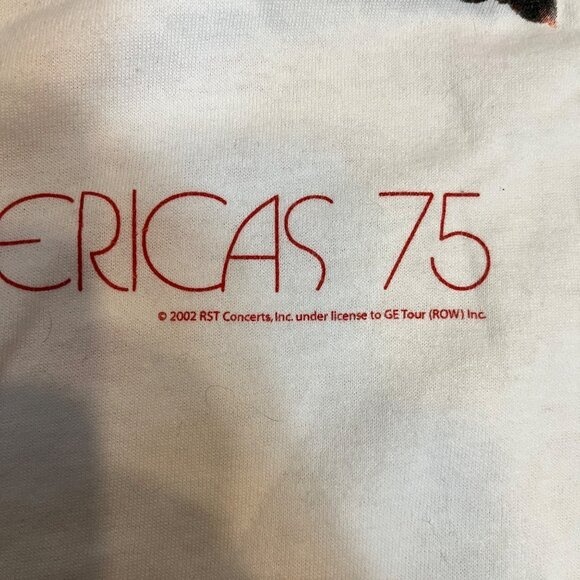 ERICAS 75
© 2002 RST Concerts, Inc. under license to GE Tour (ROW) Inc.